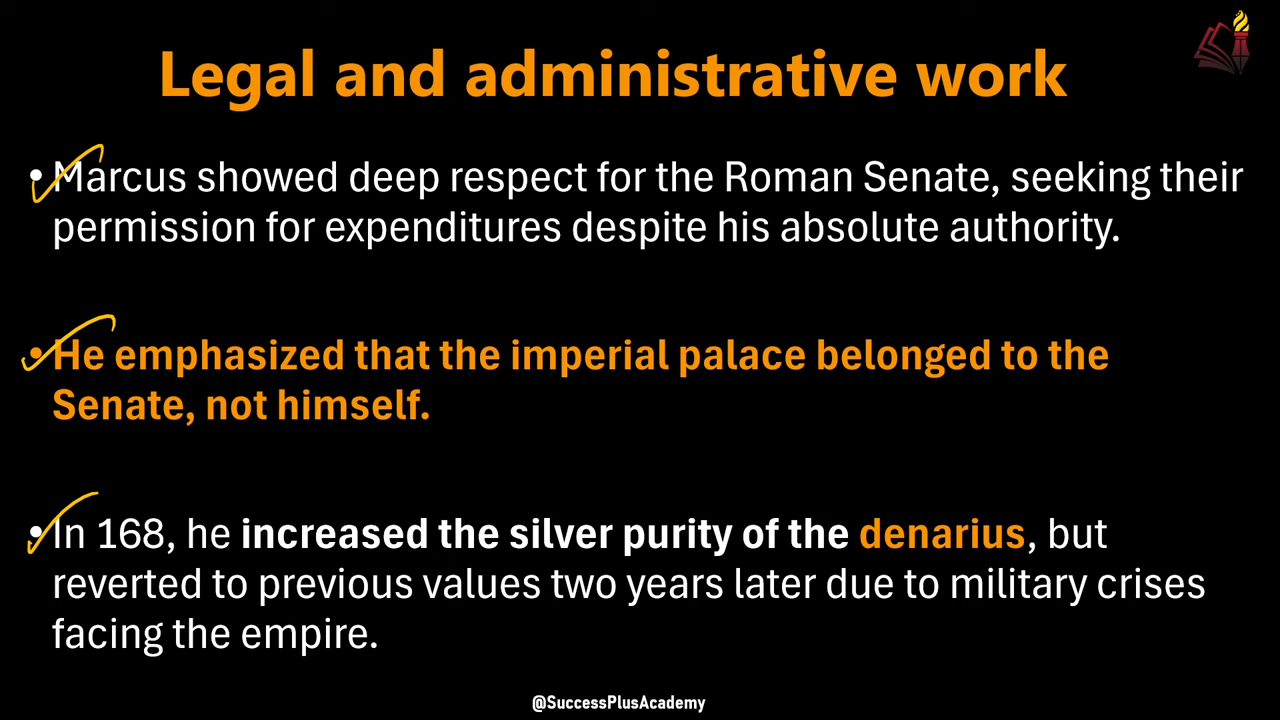 Legal and administrative work
• Marcus showed deep respect for the Roman Senate, seeking their
permission for expenditures despite his absolute authority.
• He emphasized that the imperial palace belonged to the
Senate, not himself.
• In 168, he increased the silver purity of the denarius, but
reverted to previous values two years later due to military crises
facing the empire.
@SuccessPlusAcademy